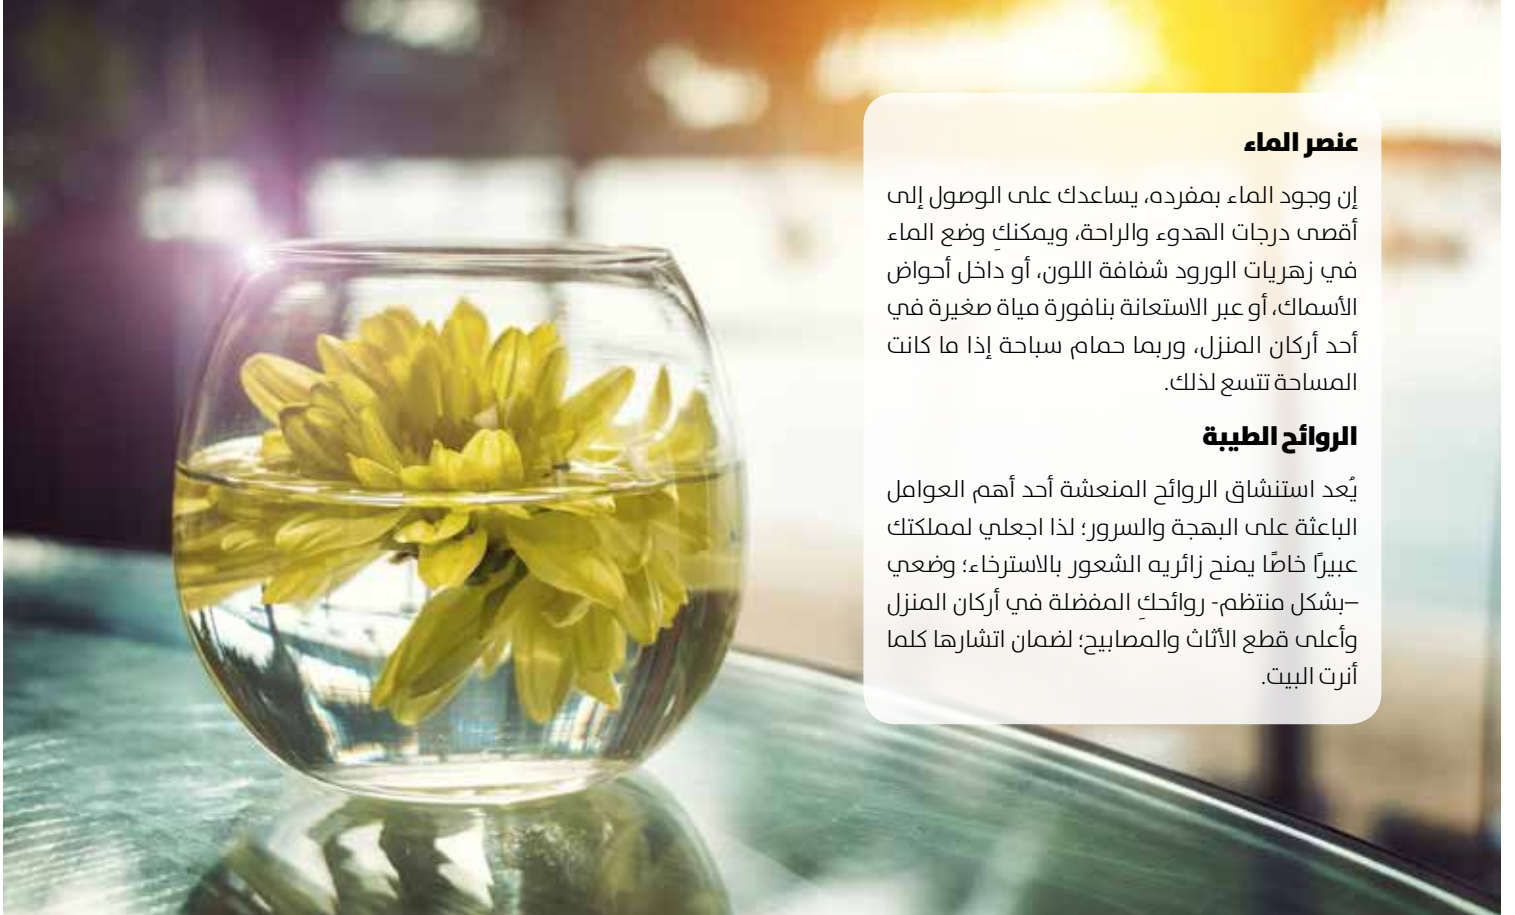 عنصر الماء
إن وجود الماء بمفرده، يساعدك على الوصول إلى
أقصى درجات الهدوء والراحة، ويمكنكِ وضع الماء
في زهريات الورود شفافة اللون، أو داخل أحواض
الأسماك، أو عبر الاستعانة بنافورة مياة صغيرة في
أحد أركان المنزل، وربما حمام سباحة إذا ما كانت
المساحة تتسع لذلك.
الروائح الطيبة
يُعد استنشاق الروائح المنعشة أحد أهم العوامل
الباعثة على البهجة والسرور؛ لذا اجعلي لمملكتك
عبيرًا خاصًا يمنح زائريه الشعور بالاسترخاء؛ وضعي
–بشكل منتظم- روائحكِ المفضلة في أركان المنزل
وأعلى قطع الأثاث والمصابيح؛ لضمان اتشارها كلما
أنرت البيت.